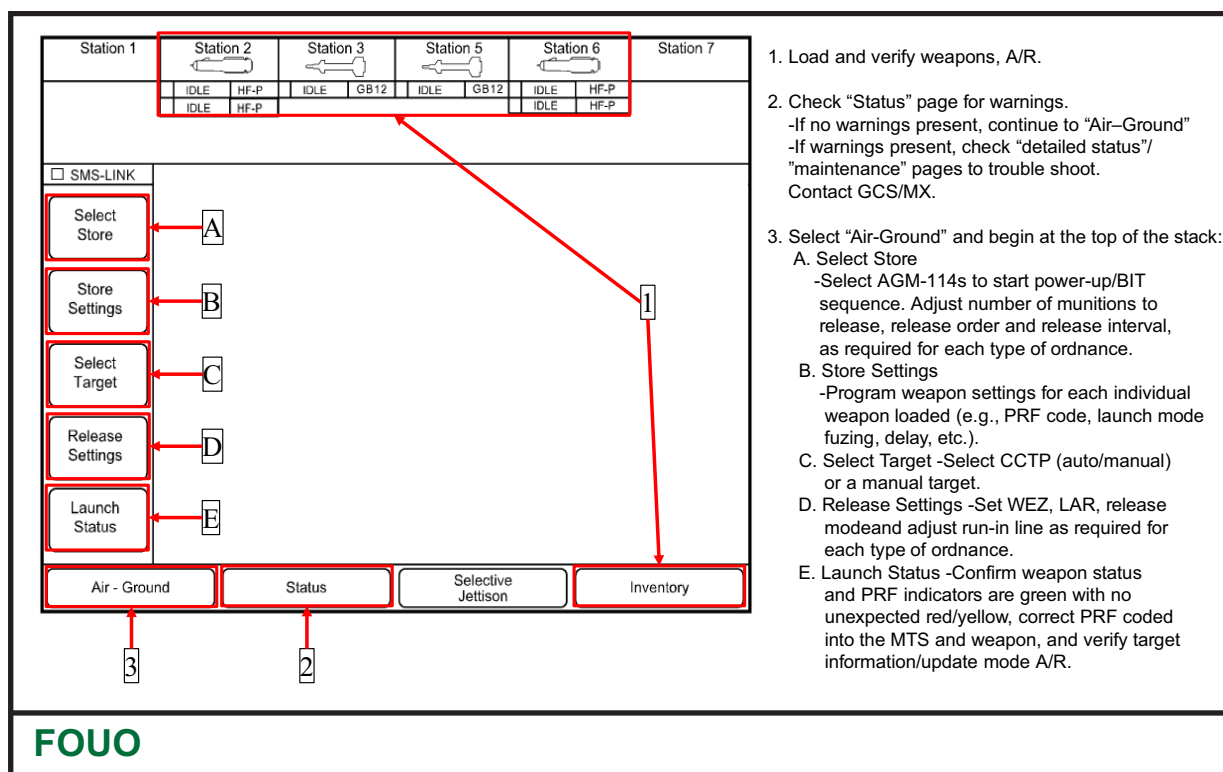 Station 1 Station 2 Station 3 Station 5 Station 6 Station 7
IDLE HF-P IDLE GB12 IDLE GB12 IDLE HF-P
IDLE HF-P IDLE HF-P
SMS-LINK
Select
Store
A
Store
Settings
B
1
Select
Target
C
Release
Settings
D
Launch
Status
E
Air - Ground
Status
Selective
Jettison
Inventory
3
2
1. Load and verify weapons, A/R.
2. Check “Status” page for warnings.
-If no warnings present, continue to “Air–Ground”
-If warnings present, check “detailed status”/
”maintenance” pages to trouble shoot.
Contact GCS/MX.
3. Select “Air-Ground” and begin at the top of the stack:
A. Select Store
-Select AGM-114s to start power-up/BIT
sequence. Adjust number of munitions to
release, release order and release interval,
as required for each type of ordnance.
B. Store Settings
-Program weapon settings for each individual
weapon loaded (e.g., PRF code, launch mode
fuzing, delay, etc.).
C. Select Target -Select CCTP (auto/manual)
or a manual target.
D. Release Settings -Set WEZ, LAR, release
modeand adjust run-in line as required for
each type of ordnance.
E. Launch Status -Confirm weapon status
and PRF indicators are green with no
unexpected red/yellow, correct PRF coded
into the MTS and weapon, and verify target
information/update mode A/R.
FOUO